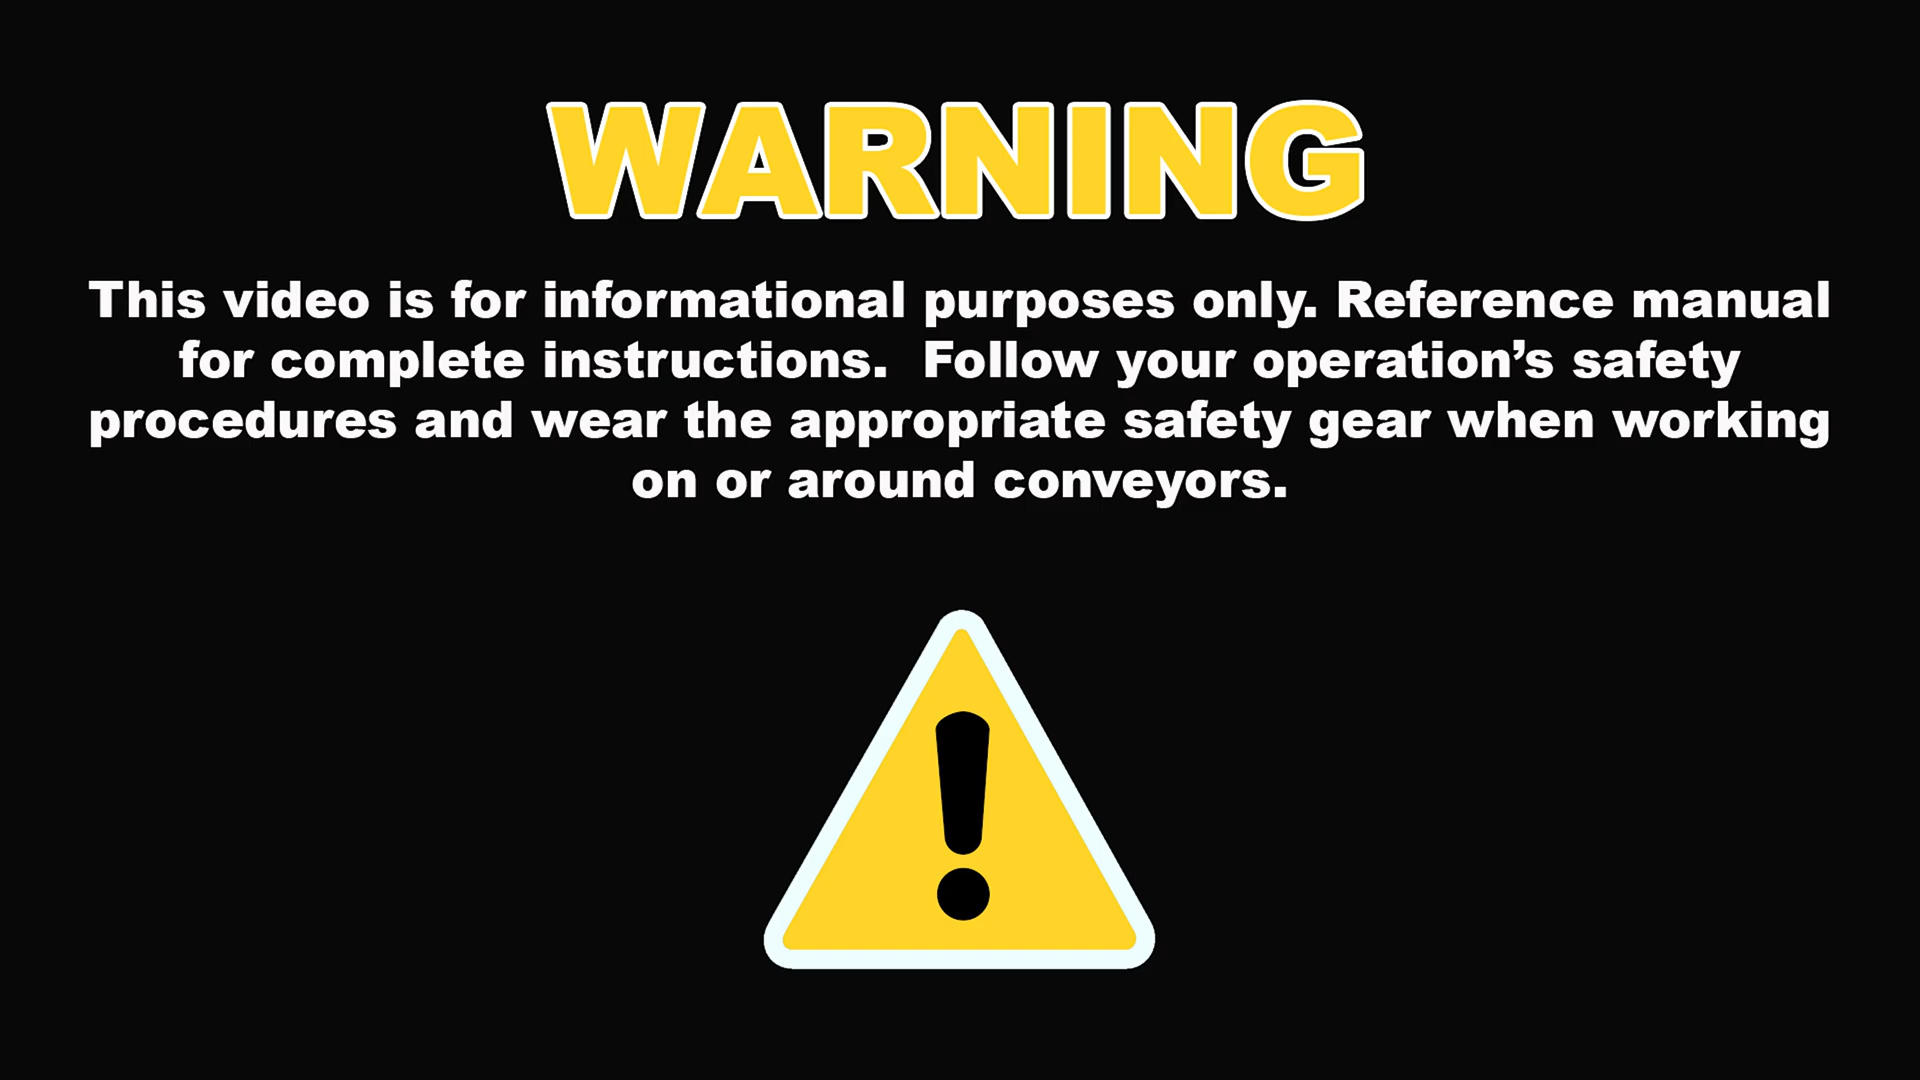 WARNING
This video is for informational purposes only. Reference manual
for complete instructions.  Follow your operation’s safety
procedures and wear the appropriate safety gear when working
on or around conveyors.
!